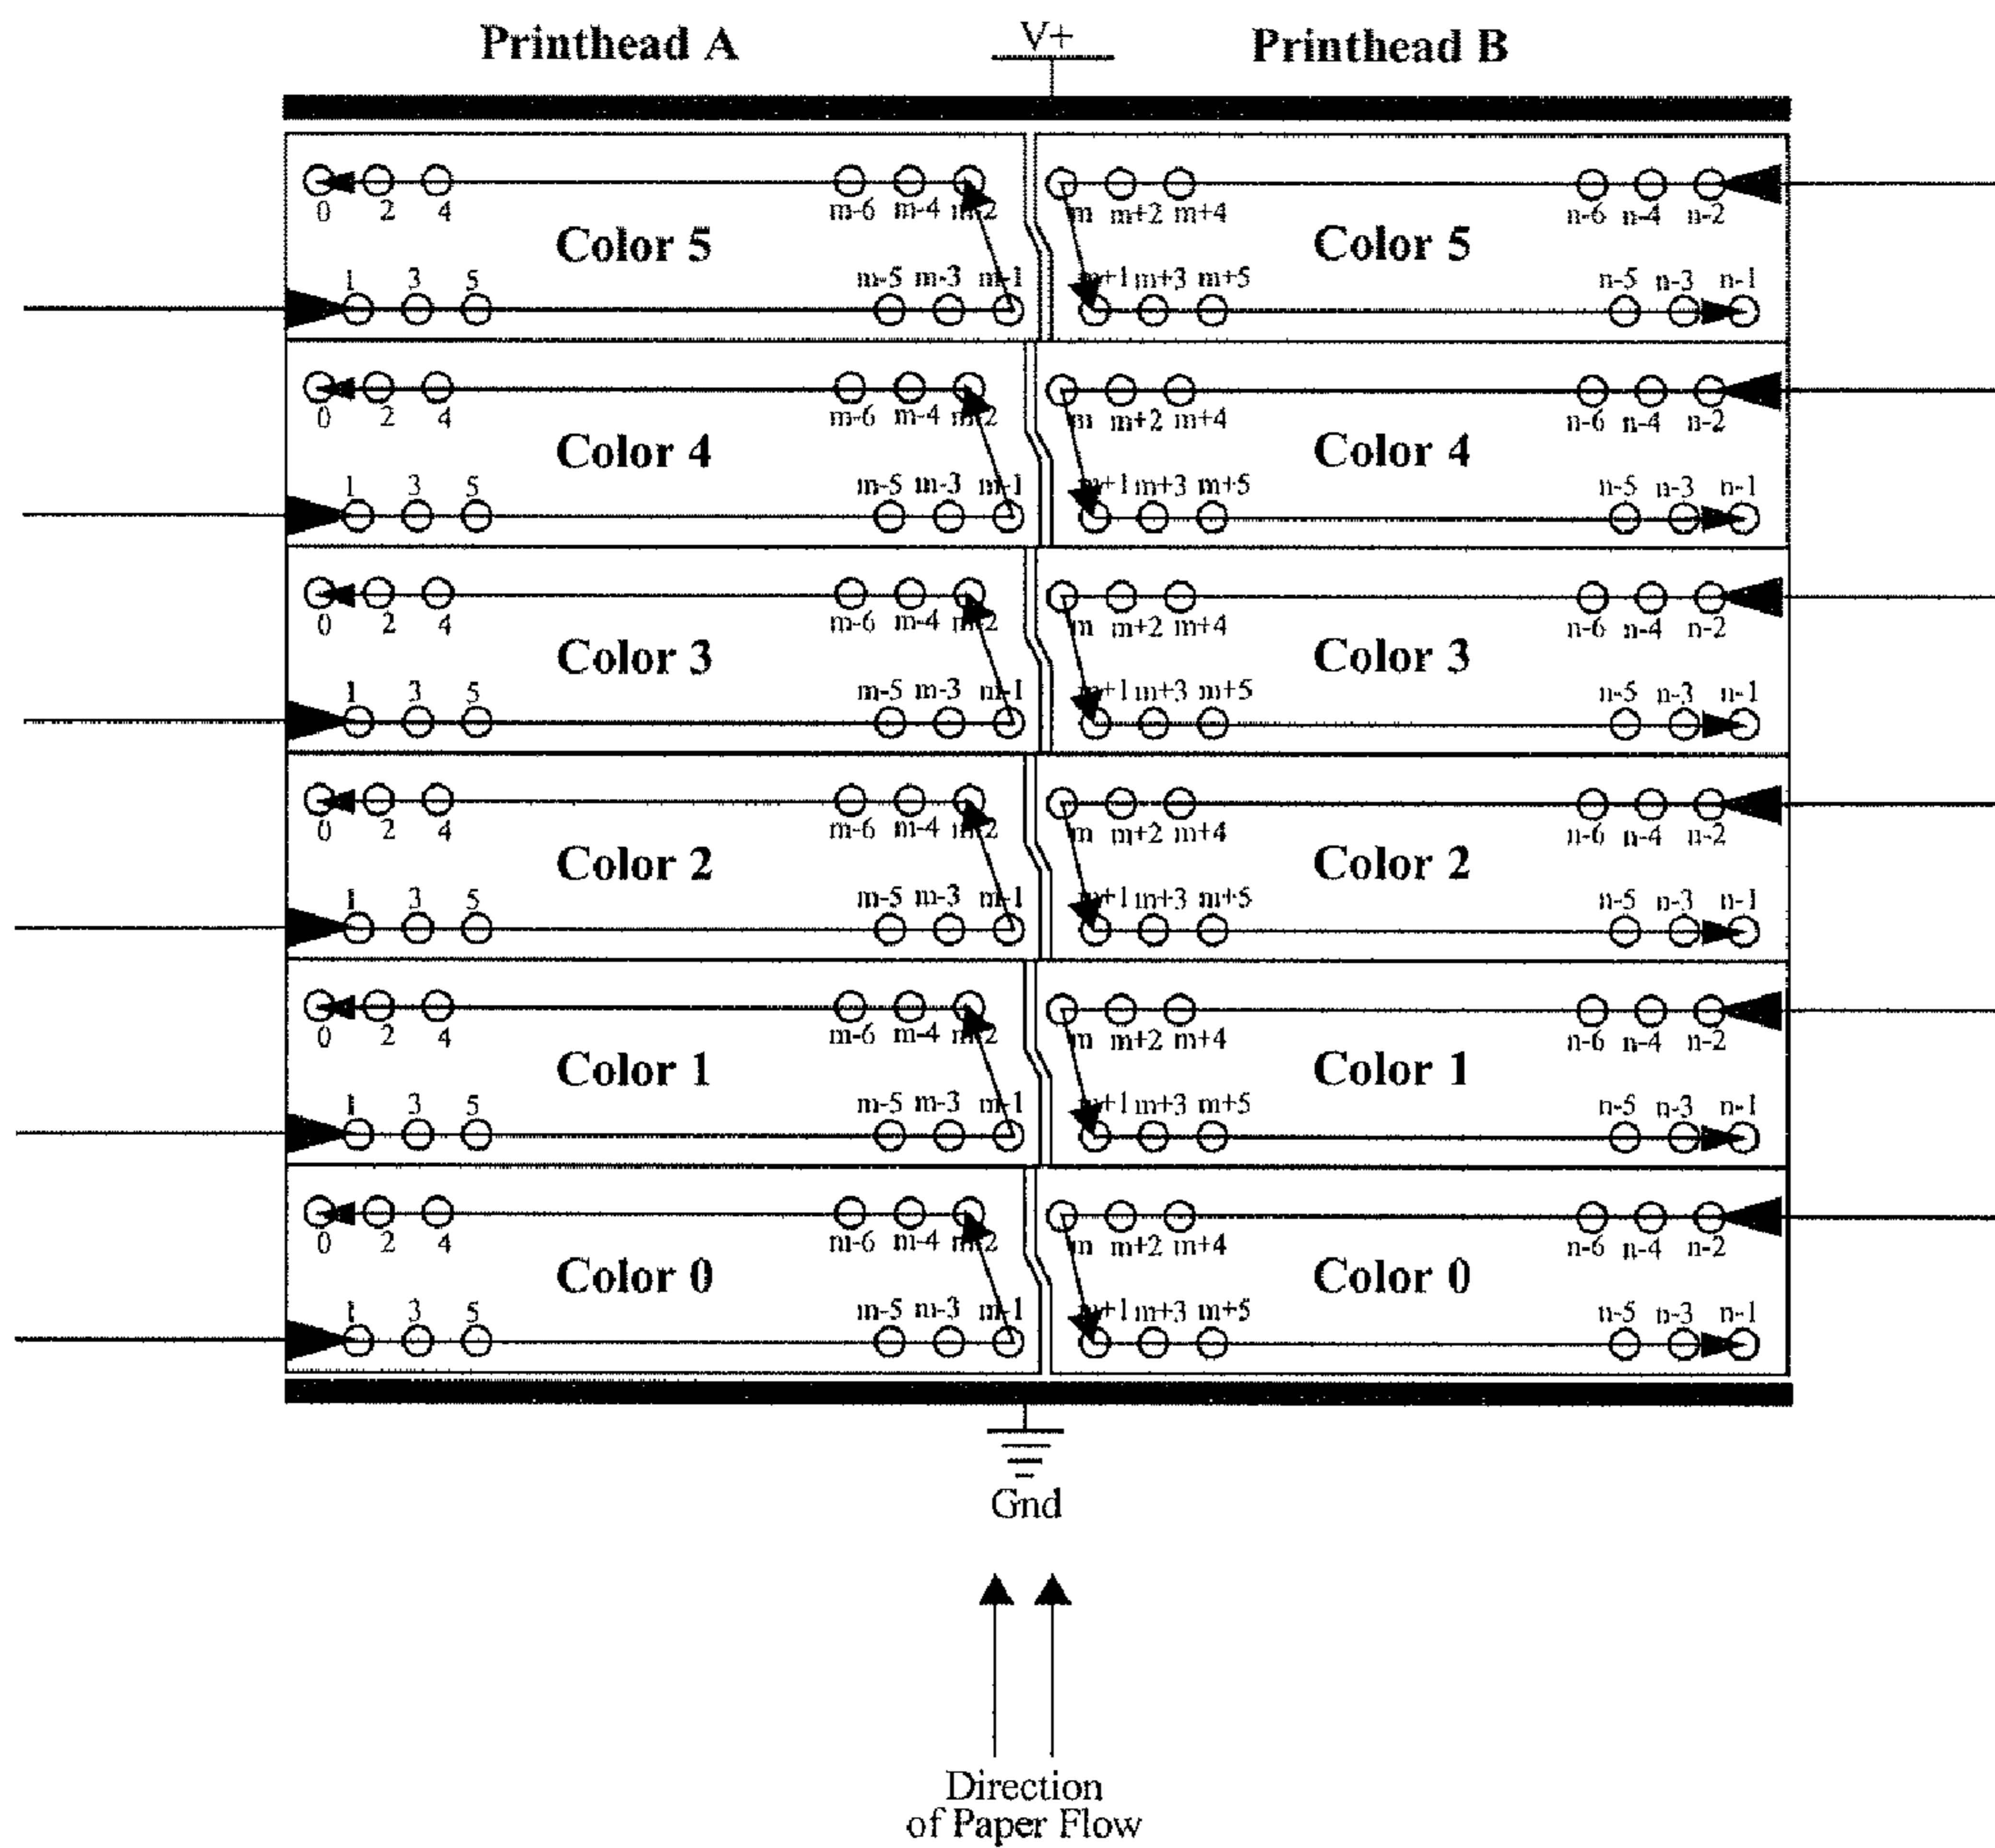 Printhead A V+ Printhead B
0 2 4 m-6 m-4 m-2 m m+2 m+4 n-6 n-4 n-2
Color 5 Color 5
1 3 5 m-5 m-3 m-1 m+1 m+3 m+5 n-5 n-3 n-1
0 2 4 m-6 m-4 m-2 m m+2 m+4 n-6 n-4 n-2
Color 4 Color 4
1 3 5 m-5 m-3 m-1 m+1 m+3 m+5 n-5 n-3 n-1
0 2 4 m-6 m-4 m-2 m m+2 m+4 n-6 n-4 n-2
Color 3 Color 3
1 3 5 m-5 m-3 m-1 m+1 m+3 m+5 n-5 n-3 n-1
0 2 4 m-6 m-4 m-2 m m+2 m+4 n-6 n-4 n-2
Color 2 Color 2
1 3 5 m-5 m-3 m-1 m+1 m+3 m+5 n-5 n-3 n-1
0 2 4 m-6 m-4 m-2 m m+2 m+4 n-6 n-4 n-2
Color 1 Color 1
1 3 5 m-5 m-3 m-1 m+1 m+3 m+5 n-5 n-3 n-1
0 2 4 m-6 m-4 m-2 m m+2 m+4 n-6 n-4 n-2
Color 0 Color 0
1 3 5 m-5 m-3 m-1 m+1 m+3 m+5 n-5 n-3 n-1
Gnd
Direction
of Paper Flow